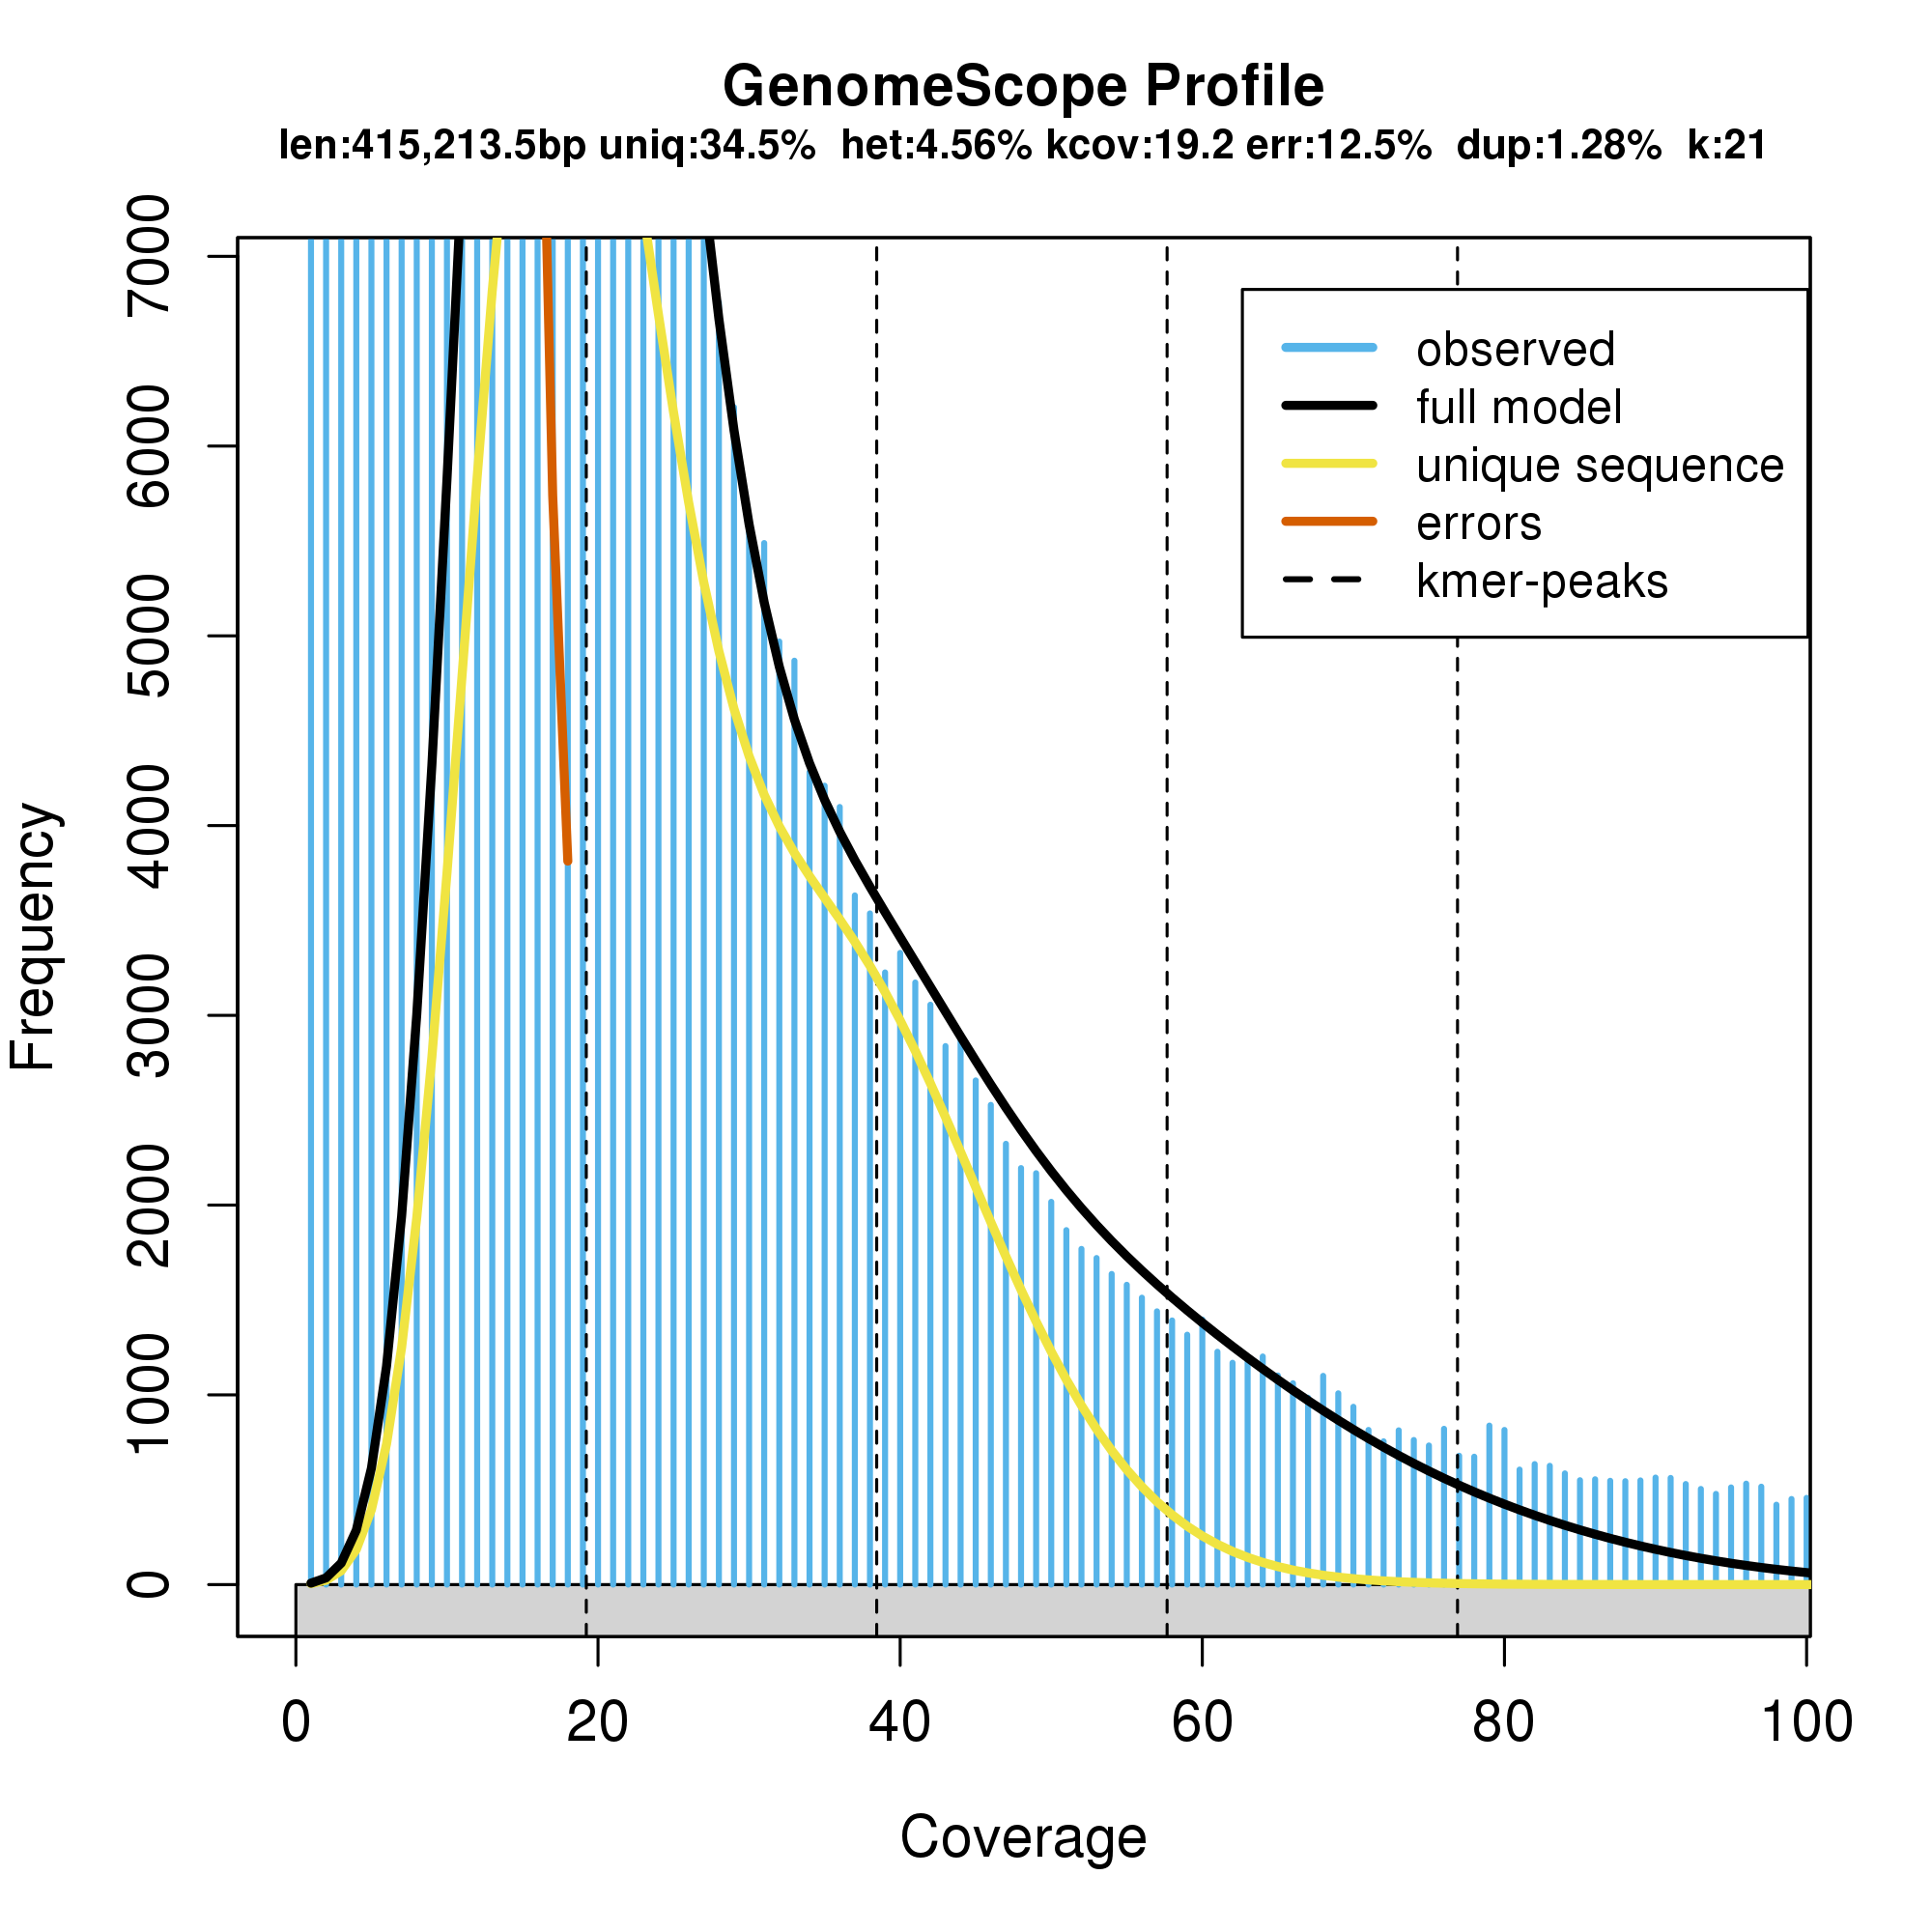 GenomeScope Profile
len:415,213.5bp uniq:34.5% het:4.56% kcov:19.2 err:12.5% dup:1.28% k:21
7000
6000
5000
4000
3000
2000
1000
0
Frequency
observed
full model
unique sequence
errors
kmer-peaks
0 20 40 60 80 100
Coverage